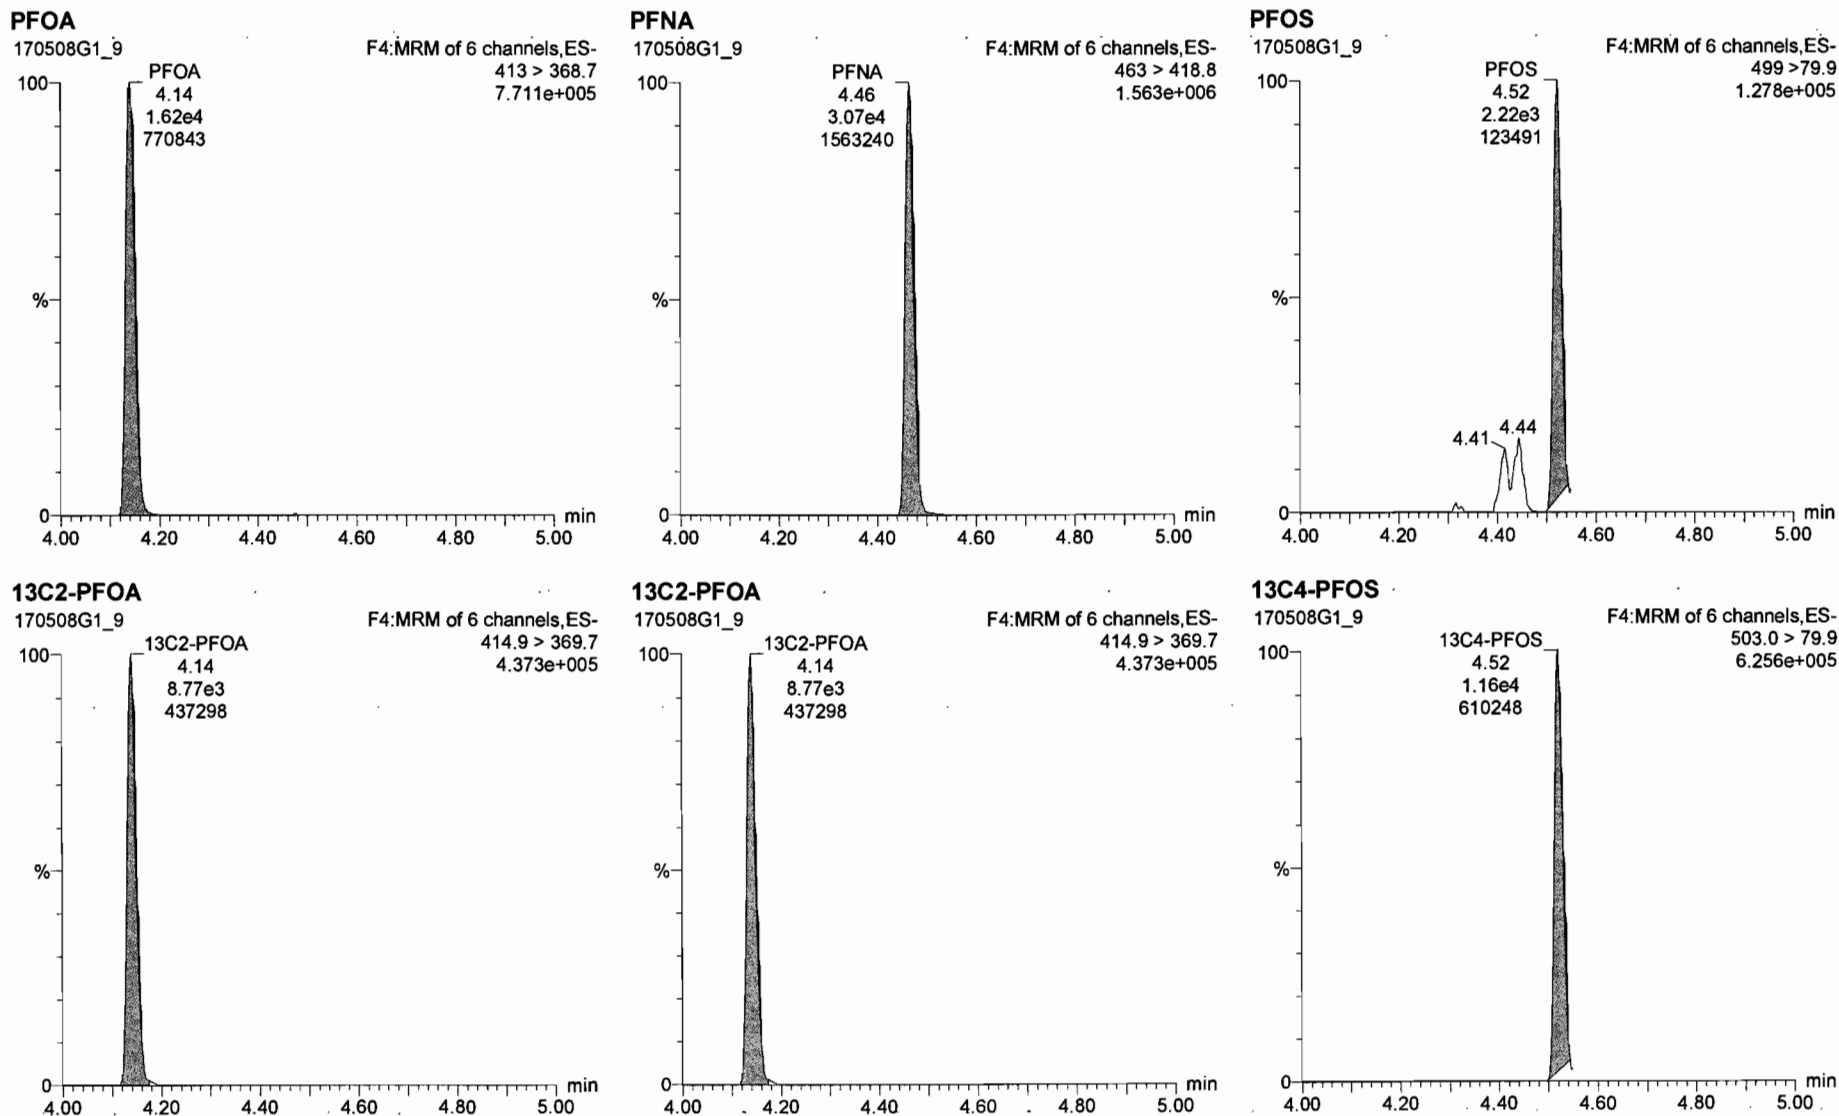 PFOA
170508G1_9
F4:MRM of 6 channels,ES-
413 > 368.7
7.711e+005
PFOA
4.14
1.62e4
770843
100
%
0
min
4.00 4.20 4.40 4.60 4.80 5.00
PFNA
170508G1_9
F4:MRM of 6 channels,ES-
463 > 418.8
1.563e+006
PFNA
4.46
3.07e4
1563240
100
%
0
min
4.00 4.20 4.40 4.60 4.80 5.00
PFOS
170508G1_9
F4:MRM of 6 channels,ES-
499 >79.9
1.278e+005
PFOS
4.52
2.22e3
123491
100
%
4.41 4.44
0
min
4.00 4.20 4.40 4.60 4.80 5.00
13C2-PFOA
170508G1_9
F4:MRM of 6 channels,ES-
414.9 > 369.7
4.373e+005
13C2-PFOA
4.14
8.77e3
437298
100
%
0
min
4.00 4.20 4.40 4.60 4.80 5.00
13C2-PFOA
170508G1_9
F4:MRM of 6 channels,ES-
414.9 > 369.7
4.373e+005
13C2-PFOA
4.14
8.77e3
437298
100
%
0
min
4.00 4.20 4.40 4.60 4.80 5.00
13C4-PFOS
170508G1_9
F4:MRM of 6 channels,ES-
503.0 > 79.9
6.256e+005
13C4-PFOS
4.52
1.16e4
610248
100
%
0
min
4.00 4.20 4.40 4.60 4.80 5.00